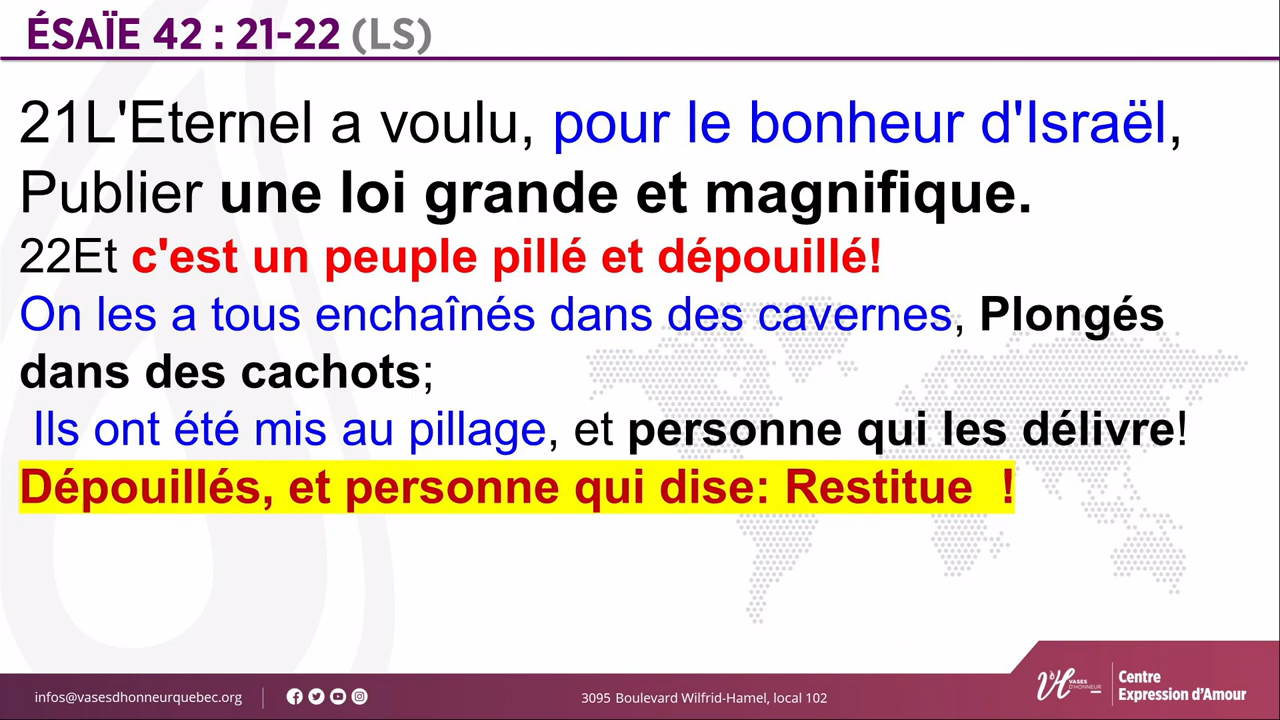 ÉSAÏE 42 : 21-22 (LS)
21L'Eternel a voulu, pour le bonheur d'Israël,
Publier une loi grande et magnifique.
22Et c'est un peuple pillé et dépouillé!
On les a tous enchaînés dans des cavernes, Plongés
dans des cachots;
Ils ont été mis au pillage, et personne qui les délivre!
Dépouillés, et personne qui dise: Restitue !
infos@vasesdhonneurquebec.org
3095 Boulevard Wilfrid-Hamel, local 102
VASES
D'HONNEUR
Centre
Expression d'Amour